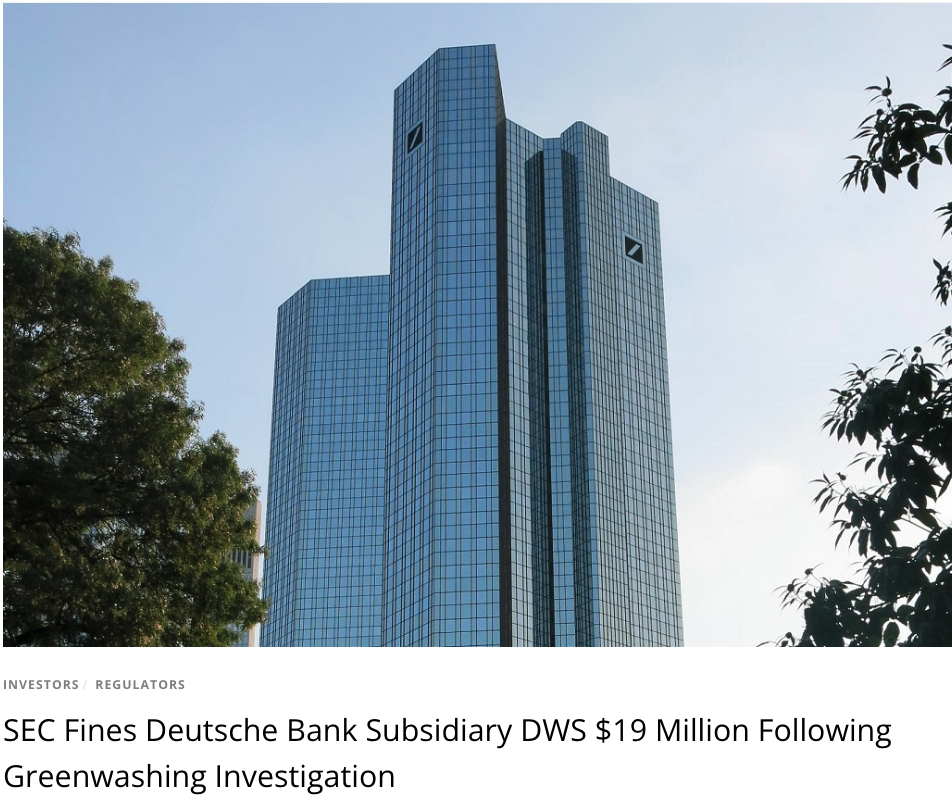 INVESTORS / REGULATORS
SEC Fines Deutsche Bank Subsidiary DWS $19 Million Following
Greenwashing Investigation